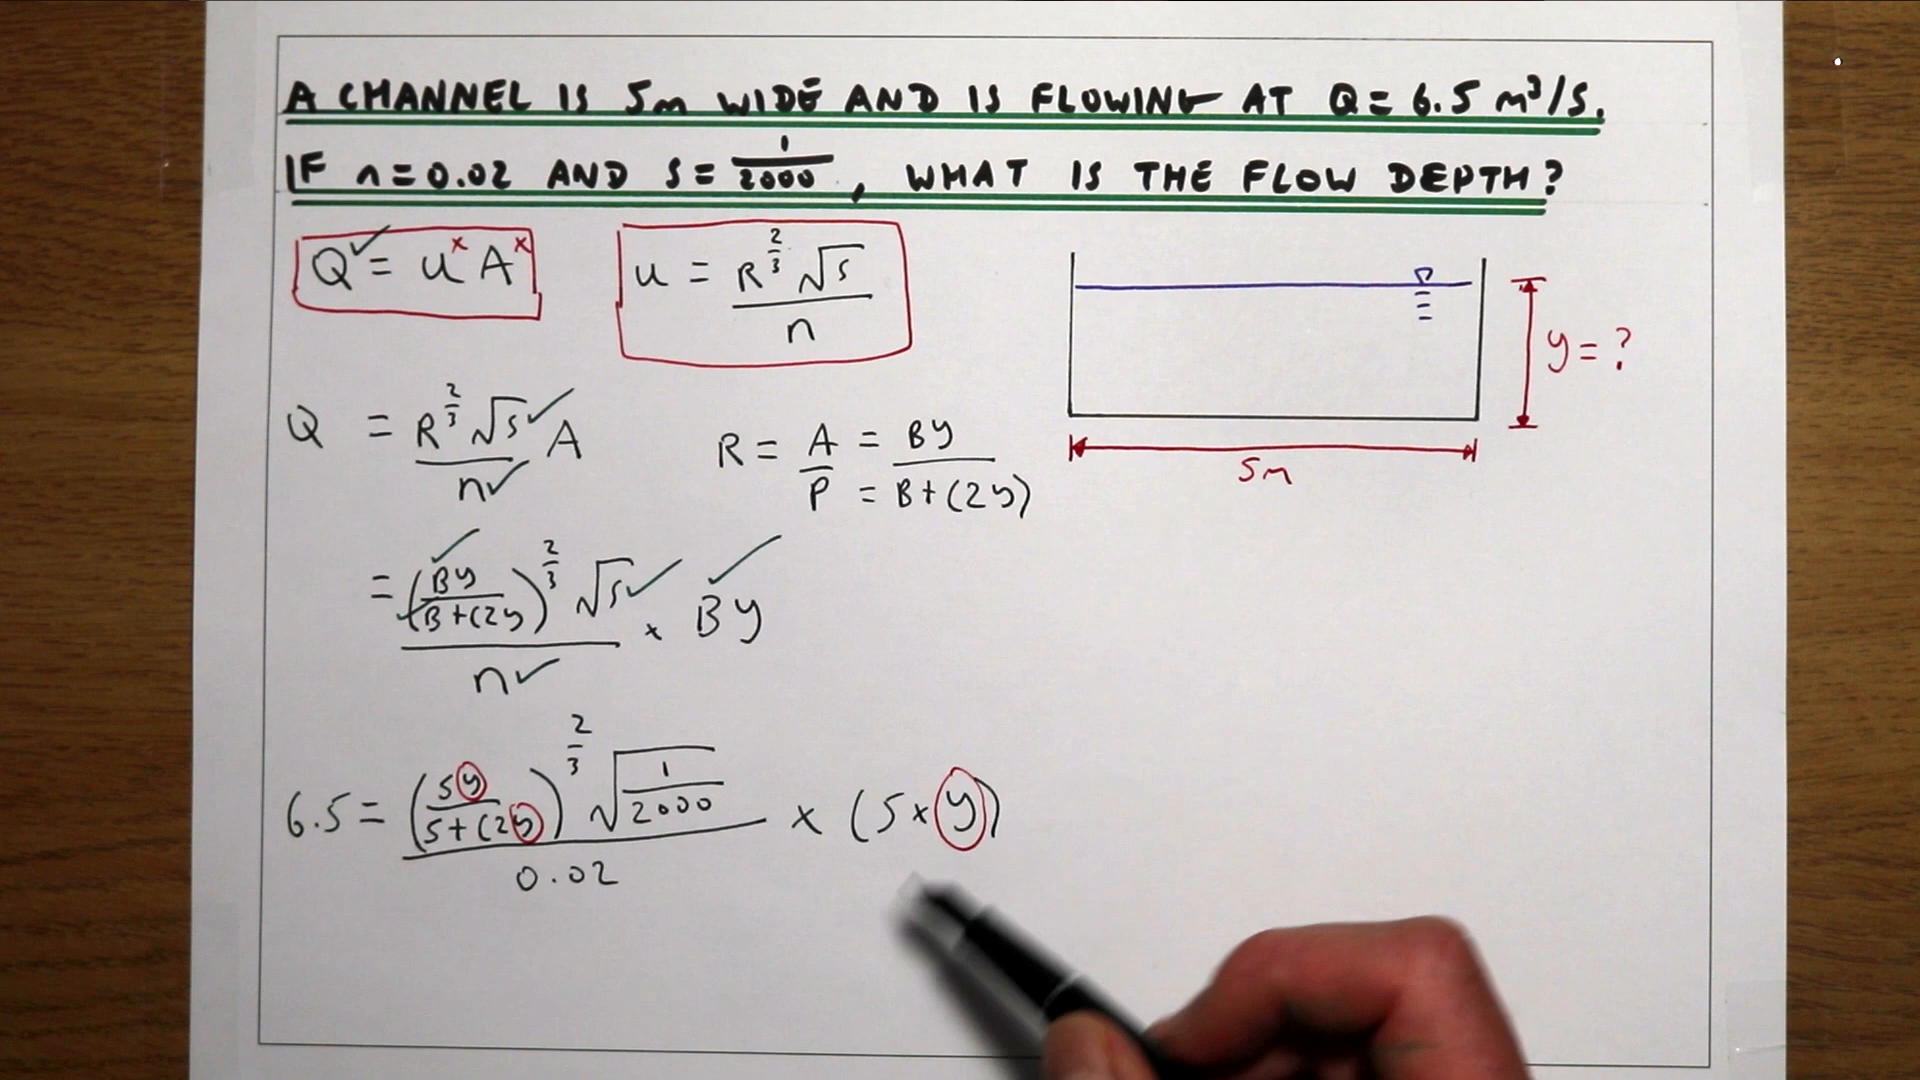 A CHANNEL IS 5m WIDE AND IS FLOWING AT Q = 6.5 m³/s.
IF n = 0.02 AND S = 1/2000, WHAT IS THE FLOW DEPTH?
Q✓ = u× A×
u = R^(2/3) √s / n
y = ?
5m
Q = R^(2/3) √s✓ / n✓ A
R = A/P = By
= B + (2y)
= (By✓ / ✓B + (2y))^(2/3) √s✓ / n✓ × By✓
6.5 = (5y / 5 + (2y))^(2/3) √(1/2000) / 0.02 × (5 × y)